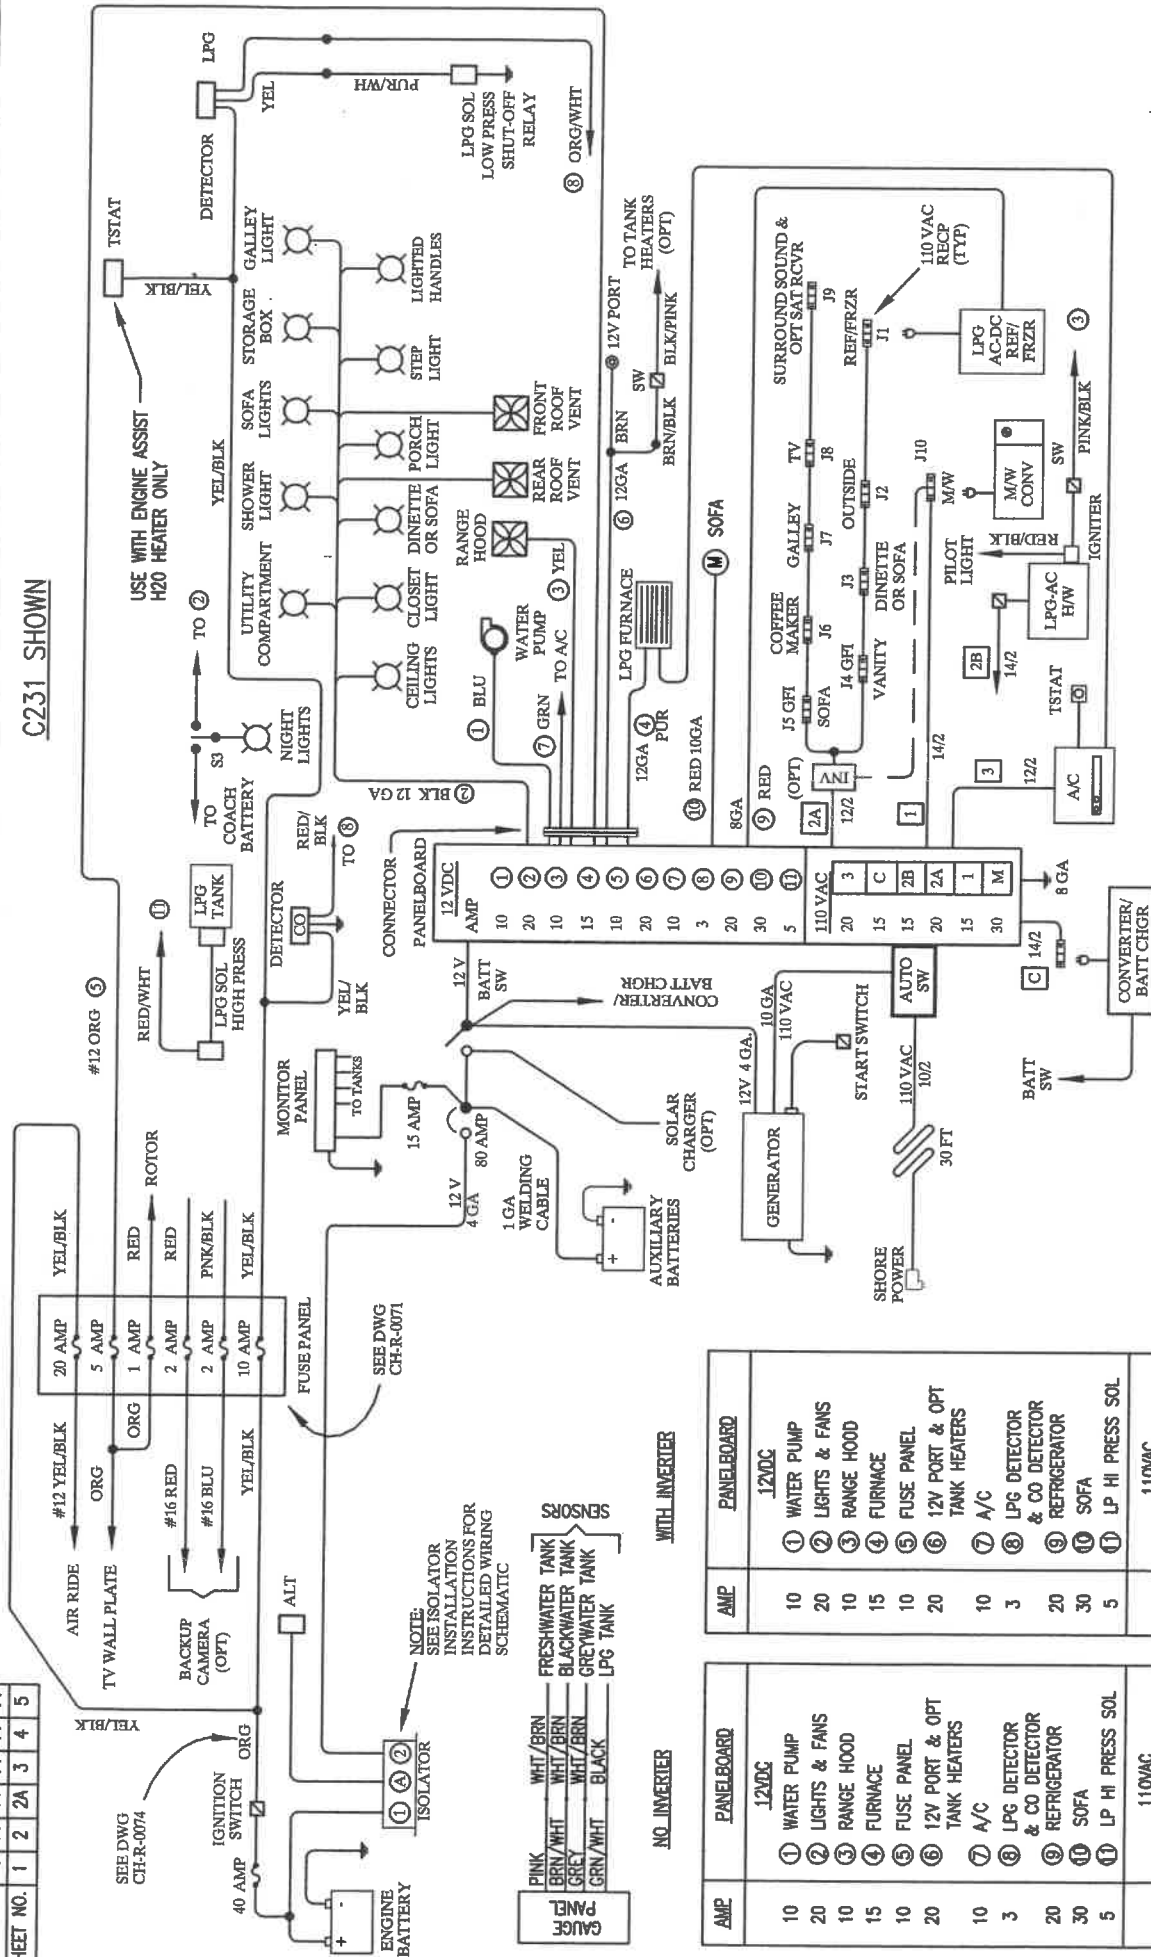 C231 SHOWN
HEET NO. 1 2 2A 3 4 5
SEE DWG
CH-R-0074
YEL/BLK
ORG
IGNITION
SWITCH
40 AMP
ENGINE
BATTERY
+ -
ALT
1 A 2
ISOLATOR
NOTE:
SEE ISOLATOR
INSTALLATION
INSTRUCTIONS FOR
DETAILED WIRING
SCHEMATIC
AIR RIDE
TV WALL PLATE
BACKUP
CAMERA
(OPT)
#12 YEL/BLK
ORG
ORG
#16 RED
#16 BLU
YEL/BLK
20 AMP
5 AMP
1 AMP
2 AMP
2 AMP
10 AMP
FUSE PANEL
SEE DWG
CH-R-0071
YEL/BLK
RED
ROTOR
RED
PNK/BLK
YEL/BLK
#12 ORG 5
RED/WHT
11
LPG
TANK
LPG SOL
HIGH PRESS
DETECTOR
CO
RED/
BLK
TO 8
YEL/
BLK
TO
COACH
BATTERY
S3
TO 2
NIGHT
LIGHTS
USE WITH ENGINE ASSIST
H20 HEATER ONLY
TSTAT
YEL/BLK
YEL/BLK
DETECTOR
LPG
YEL
PUR/WH
LPG SOL
LOW PRESS
SHUT-OFF
RELAY
8 ORG/WHT
UTILITY
COMPARTMENT
SHOWER
LIGHT
SOFA
LIGHTS
STORAGE
BOX
GALLEY
LIGHT
CEILING
LIGHTS
CLOSET
LIGHT
DINETTE
OR SOFA
PORCH
LIGHT
STEP
LIGHT
LIGHTED
HANDLES
RANGE
HOOD
REAR
ROOF
VENT
FRONT
ROOF
VENT
2 BLK 12 GA
1 BLU
WATER
PUMP
7 GRN
TO A/C
3 YEL
6 12GA
BRN
12V PORT
BRN/BLK
SW
BLK/PINK
TO TANK
HEATERS
(OPT)
LPG FURNACE
12GA 4
PUR
10 RED 10GA
M SOFA
8GA
9 RED
MONITOR
PANEL
TO TANKS
15 AMP
80 AMP
12 V
4 GA
1 GA
WELDING
CABLE
AUXILIARY
BATTERIES
+ -
SOLAR
CHARGER
(OPT)
12 V
BATT
SW
CONVERTER/
BATT CHGR
CONNECTOR
PANELBOARD
12 VDC
AMP
10 1
20 2
10 3
15 4
10 5
20 6
10 7
3 8
20 9
30 10
5 11
110 VAC
20 3
15 C
15 2B
20 2A
15 1
30 M
8 GA
12V 4 GA.
10 GA
110 VAC
GENERATOR
START SWITCH
AUTO
SW
110 VAC
10/2
30 FT
SHORE
POWER
C 14/2
CONVERTER/
BATT CHGR
BATT
SW
(OPT)
INV
2A
12/2
J5 GFI
SOFA
COFFEE
MAKER
J6
GALLEY
J7
TV
J8
SURROUND SOUND &
OPT SAT RCVR
J9
J4 GFI
VANITY
J3
DINETTE
OR SOFA
OUTSIDE
J2
REF/FRZR
J1
110 VAC
RECP
(TYP)
LPG
AC-DC
REF/
FRZR
1
14/2
J10
M/W
M/W
CONV
3
12/2
A/C
TSTAT
2B
14/2
PILOT
LIGHT
RED/BLK
LPG-AC
H/W
IGNITER
SW
PINK/BLK
3
GAUGE
PANEL
PINK WHT/BRN FRESHWATER TANK
BRN/WHT WHT/BRN BLACKWATER TANK
GREY WHT/BRN GREYWATER TANK
GRN/WHT BLACK LPG TANK
SENSORS
NO INVERTER
AMP PANELBOARD
12VDC
10 1 WATER PUMP
20 2 LIGHTS & FANS
10 3 RANGE HOOD
15 4 FURNACE
10 5 FUSE PANEL
20 6 12V PORT & OPT
TANK HEATERS
10 7 A/C
3 8 LPG DETECTOR
& CO DETECTOR
20 9 REFRIGERATOR
30 10 SOFA
5 11 LP HI PRESS SOL
110VAC
WITH INVERTER
AMP PANELBOARD
12VDC
10 1 WATER PUMP
20 2 LIGHTS & FANS
10 3 RANGE HOOD
15 4 FURNACE
10 5 FUSE PANEL
20 6 12V PORT & OPT
TANK HEATERS
10 7 A/C
3 8 LPG DETECTOR
& CO DETECTOR
20 9 REFRIGERATOR
30 10 SOFA
5 11 LP HI PRESS SOL
110VAC